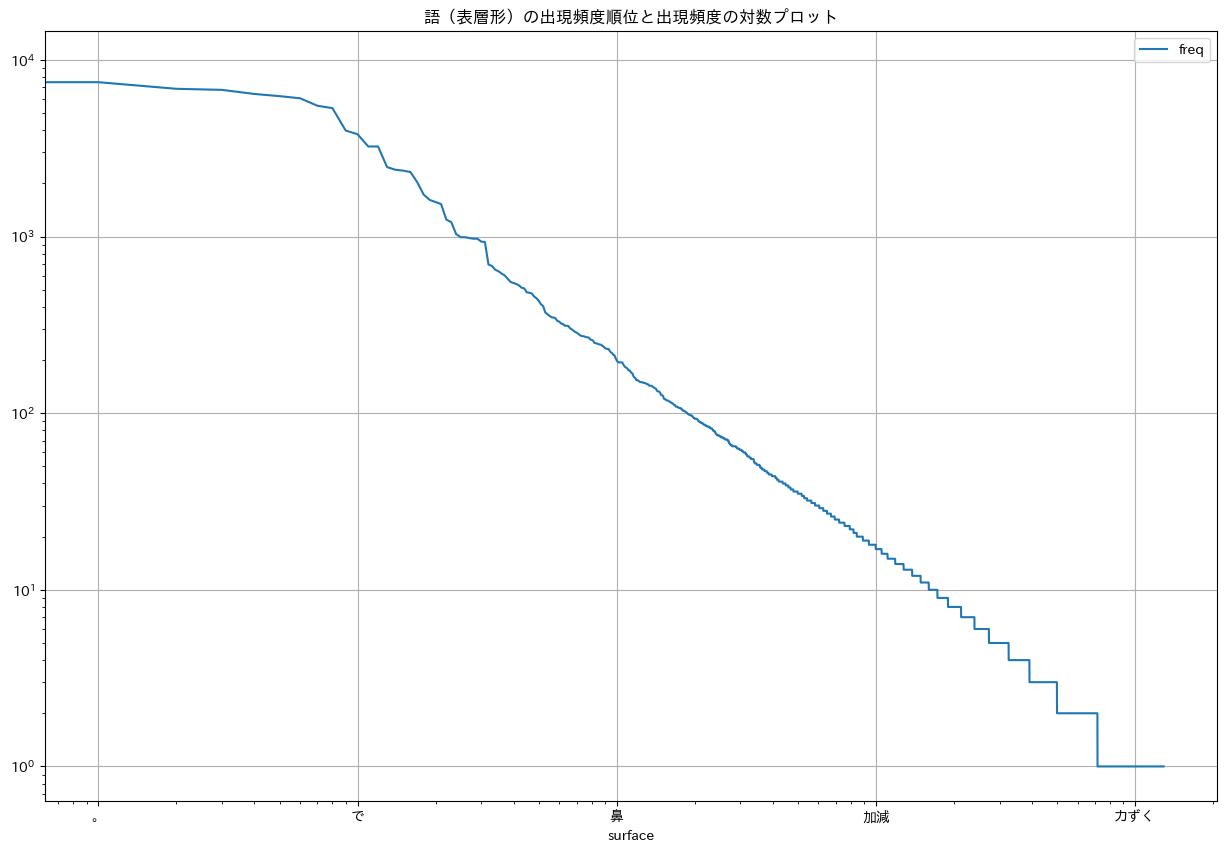 語（表層形）の出現頻度順位と出現頻度の対数プロット
freq
10⁴
10³
10²
10¹
10⁰
。 で 鼻 加減 力ずく
surface